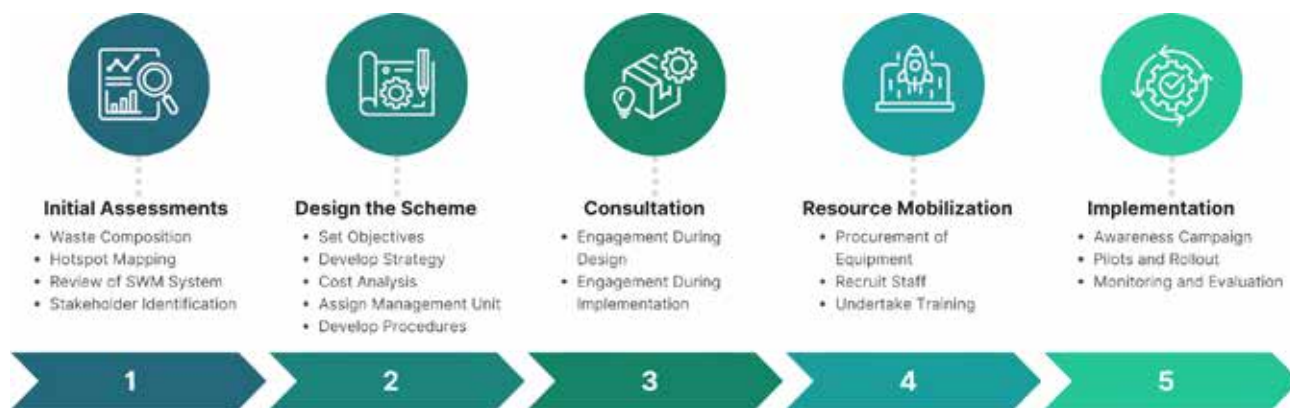 Initial Assessments
• Waste Composition
• Hotspot Mapping
• Review of SWM System
• Stakeholder Identification
Design the Scheme
• Set Objectives
• Develop Strategy
• Cost Analysis
• Assign Management Unit
• Develop Procedures
Consultation
• Engagement During
Design
• Engagement During
Implementation
Resource Mobilization
• Procurement of
Equipment
• Recruit Staff
• Undertake Training
Implementation
• Awareness Campaign
• Pilots and Rollout
• Monitoring and Evaluation
1
2
3
4
5